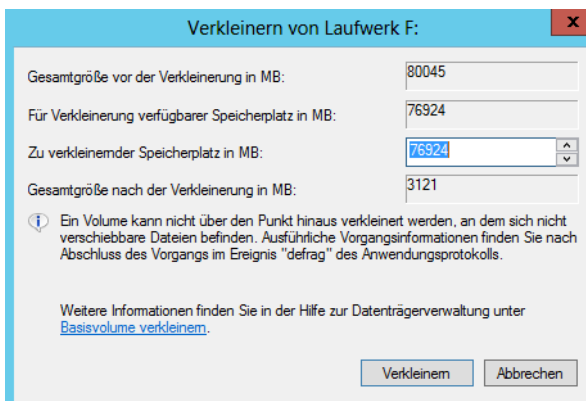 Verkleinern von Laufwerk F:
x
Gesamtgröße vor der Verkleinerung in MB:
80045
Für Verkleinerung verfügbarer Speicherplatz in MB:
76924
Zu verkleinernder Speicherplatz in MB:
76924
Gesamtgröße nach der Verkleinerung in MB:
3121
Ein Volume kann nicht über den Punkt hinaus verkleinert werden, an dem sich nicht
verschiebbare Dateien befinden. Ausführliche Vorgangsinformationen finden Sie nach
Abschluss des Vorgangs im Ereignis "defrag" des Anwendungsprotokolls.
Weitere Informationen finden Sie in der Hilfe zur Datenträgerverwaltung unter
Basisvolume verkleinern.
Verkleinern
Abbrechen